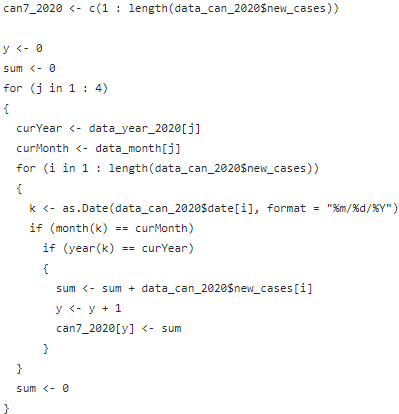 can7_2020 <- c(1 : length(data_can_2020$new_cases))
y <- 0
sum <- 0
for (j in 1 : 4)
{
  curYear <- data_year_2020[j]
  curMonth <- data_month[j]
  for (i in 1 : length(data_can_2020$new_cases))
  {
    k <- as.Date(data_can_2020$date[i], format = "%m/%d/%Y")
    if (month(k) == curMonth)
      if (year(k) == curYear)
      {
        sum <- sum + data_can_2020$new_cases[i]
        y <- y + 1
        can7_2020[y] <- sum
      }
  }
  sum <- 0
}